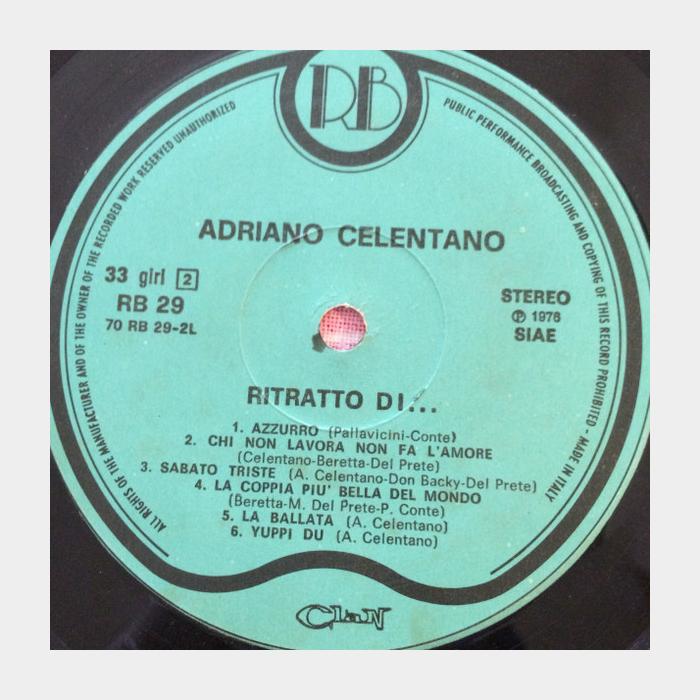 RB
ALL RIGHTS OF THE MANUFACTURER AND OF THE OWNER OF THE RECORDED WORK RESERVED UNAUTHORIZED
PUBLIC PERFORMANCE BROADCASTING AND COPYING OF THIS RECORD PROHIBITED - MADE IN ITALY
ADRIANO CELENTANO
33 giri 2
RB 29
70 RB 29-2L
STEREO
℗ 1976
SIAE
RITRATTO DI...
1. AZZURRO (Pallavicini-Conte)
2. CHI NON LAVORA NON FA L'AMORE
(Celentano-Beretta-Del Prete)
3. SABATO TRISTE (A. Celentano-Don Backy-Del Prete)
4. LA COPPIA PIU' BELLA DEL MONDO
(Beretta-M. Del Prete-P. Conte)
5. LA BALLATA (A. Celentano)
6. YUPPI DU (A. Celentano)
CLAN